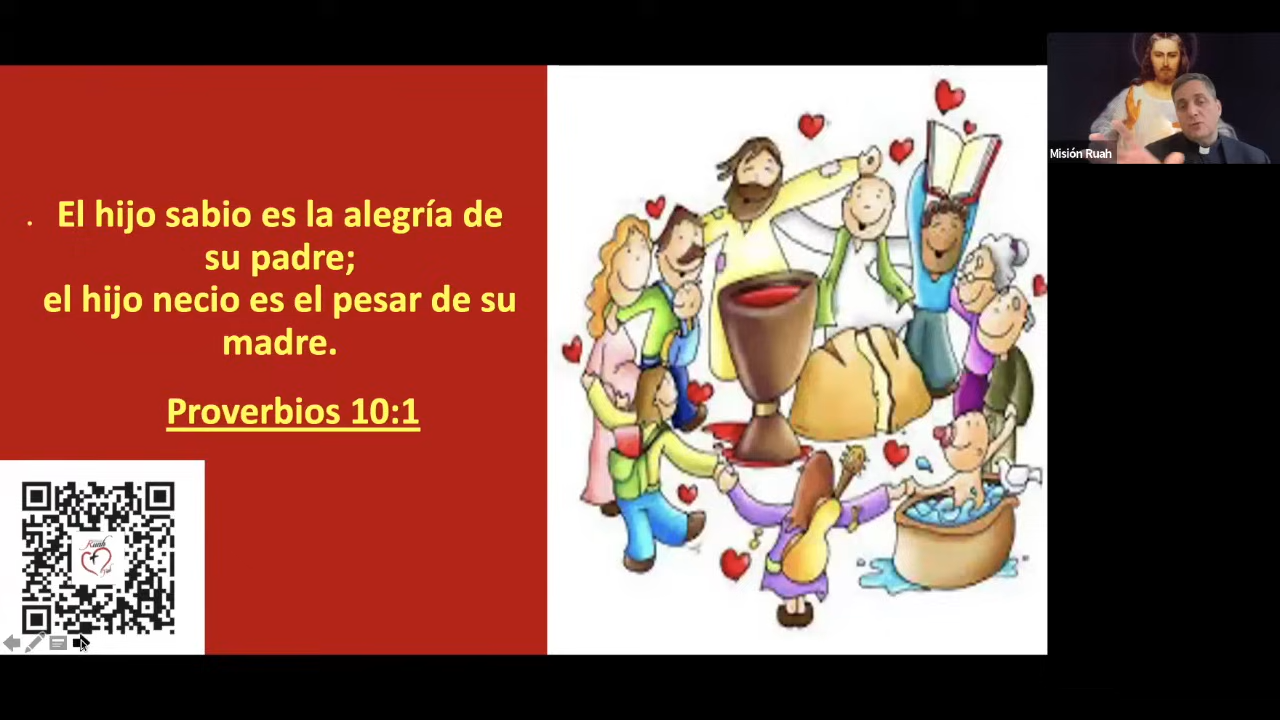 . El hijo sabio es la alegría de
su padre;
el hijo necio es el pesar de su
madre.
Proverbios 10:1
Ruah
Misión Ruah